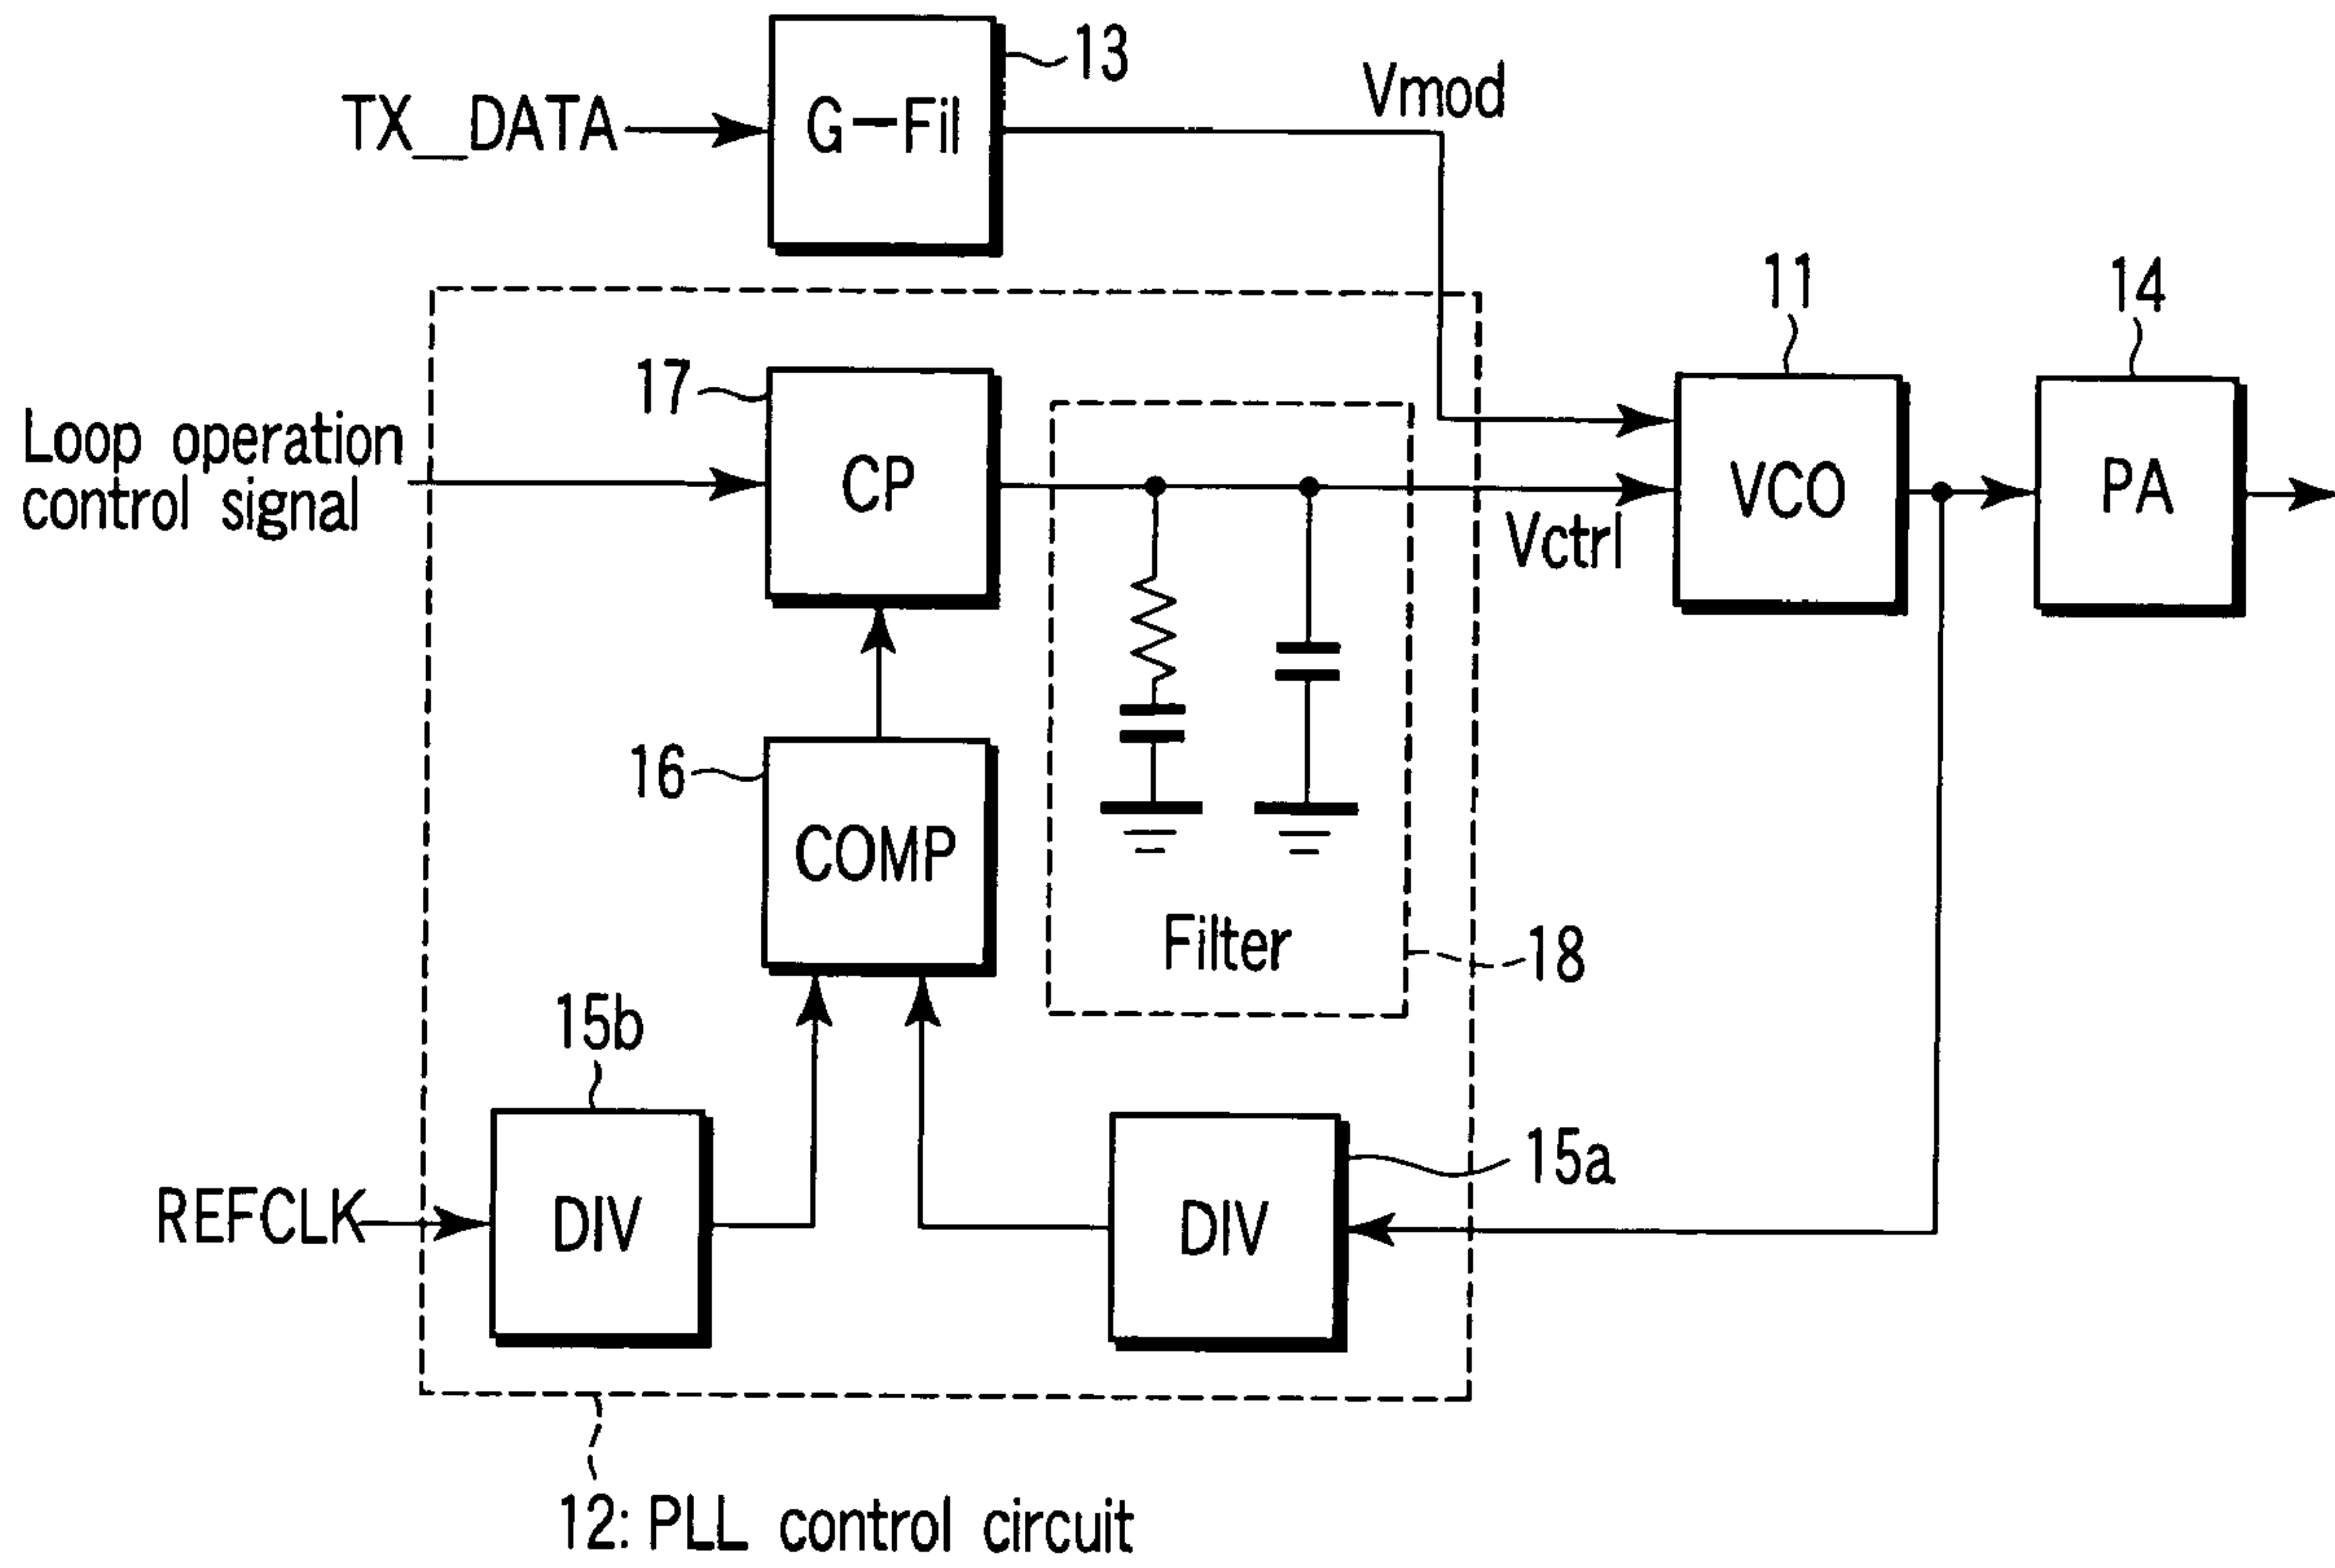 13
Vmod
TX__DATA
G-Fil
11
14
17
Loop operation
control signal
CP
VCO
PA
Vctrl
16
COMP
Filter
18
15b
15a
REFCLK
DIV
DIV
12: PLL control circuit